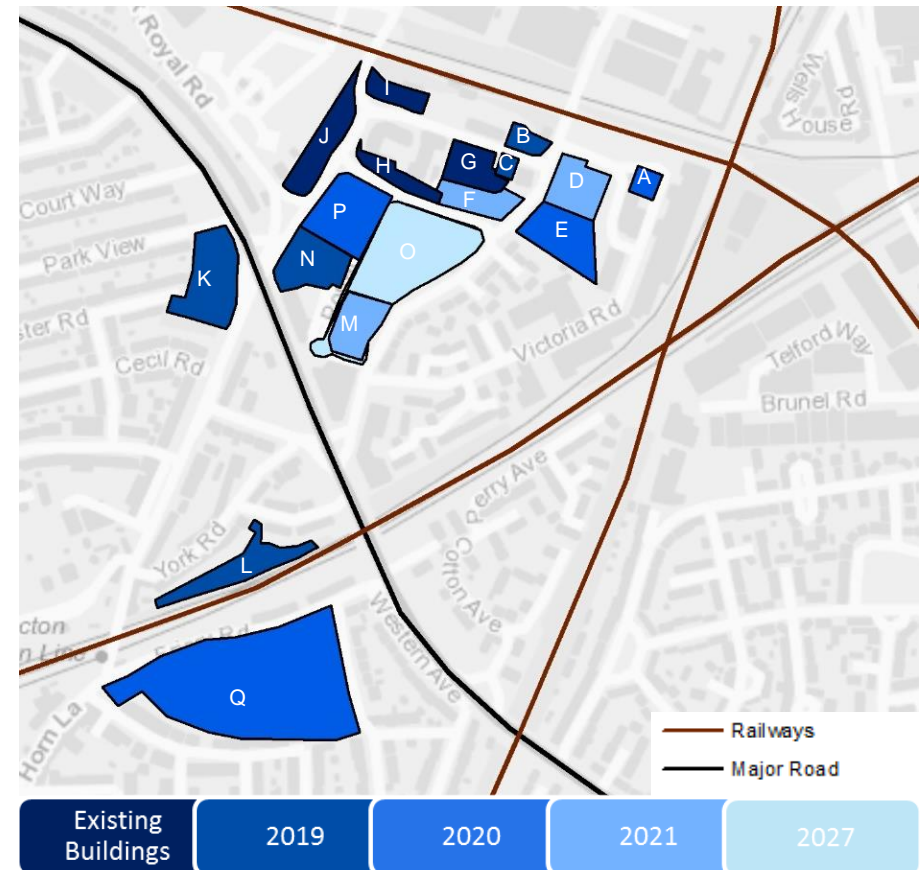 Royal Rd
Wells
House Rd
I
J
B
G
C
H
A
D
F
Court Way
P
E
O
Park View
N
K
M
Victoria Rd
Telford Way
Cecil Rd
Brunel Rd
Perry Ave
York Rd
L
Cotton Ave
Western Ave
Q
Horn La
Railways
Major Road
Existing
Buildings
2019
2020
2021
2027